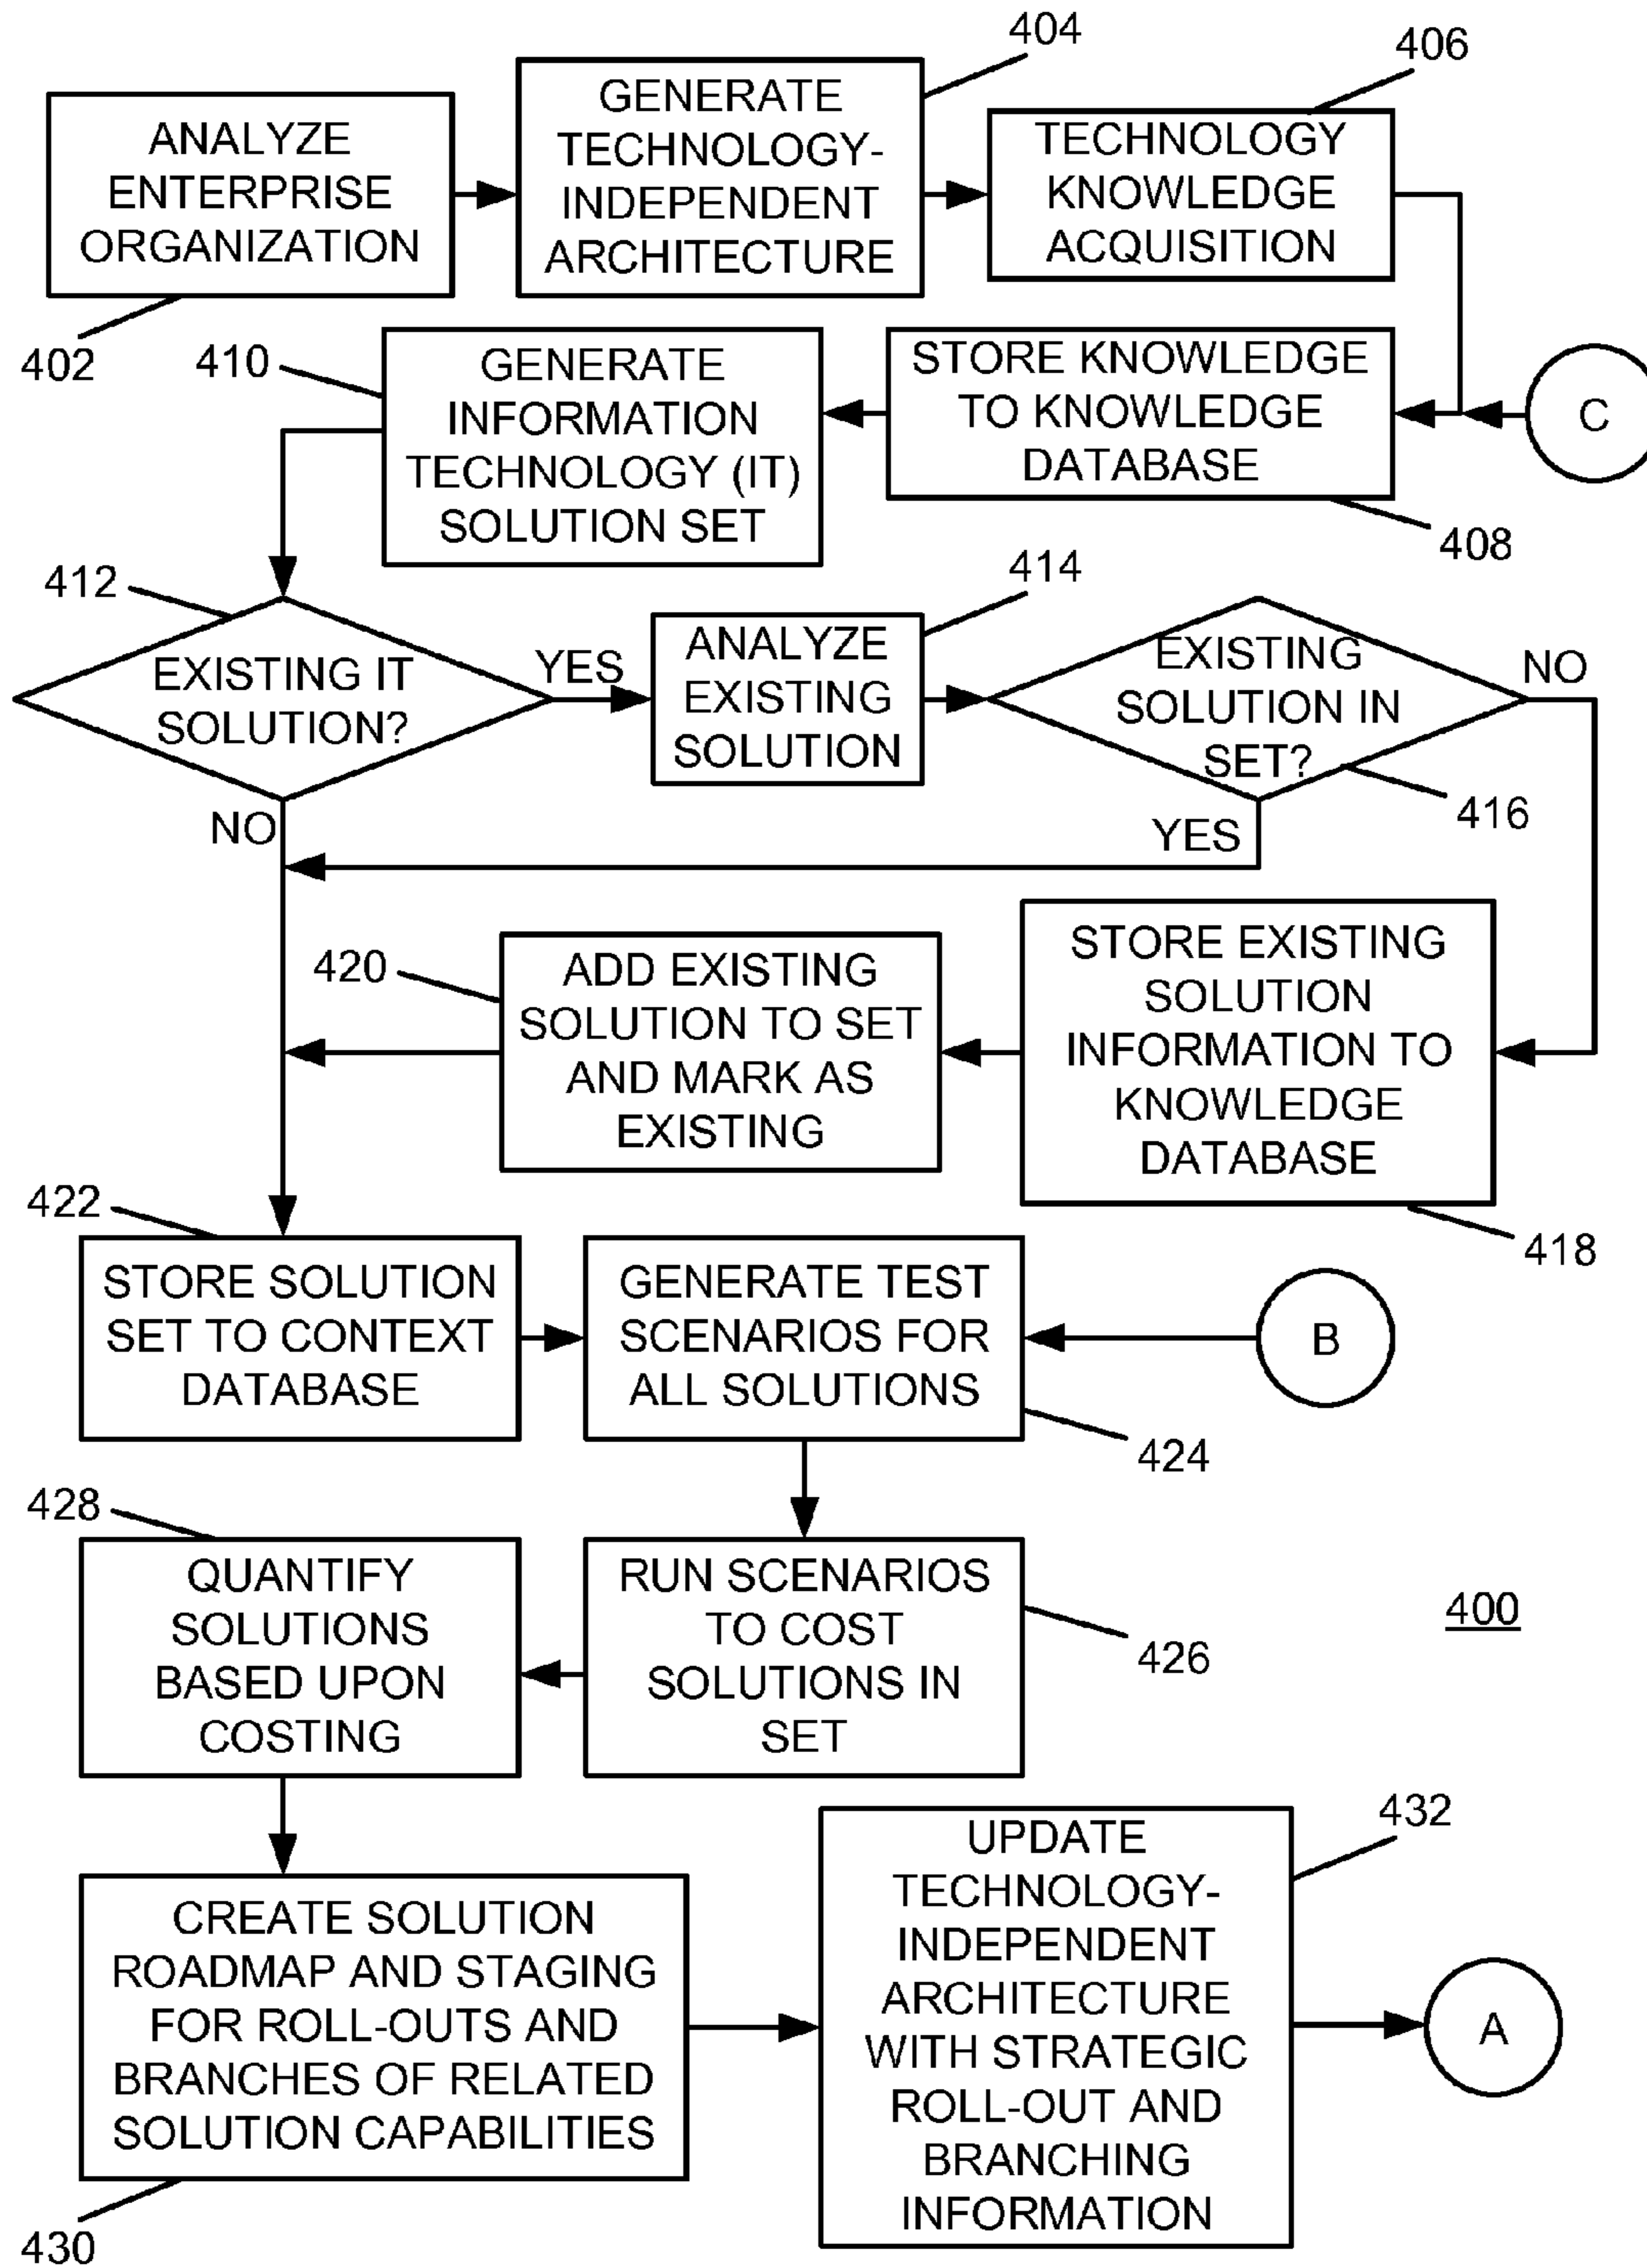 404
406
ANALYZE
ENTERPRISE
ORGANIZATION
GENERATE
TECHNOLOGY-
INDEPENDENT
ARCHITECTURE
TECHNOLOGY
KNOWLEDGE
ACQUISITION
402
410
GENERATE
INFORMATION
TECHNOLOGY (IT)
SOLUTION SET
STORE KNOWLEDGE
TO KNOWLEDGE
DATABASE
C
408
412
EXISTING IT
SOLUTION?
YES
NO
414
ANALYZE
EXISTING
SOLUTION
EXISTING
SOLUTION IN
SET?
NO
YES
416
420
ADD EXISTING
SOLUTION TO SET
AND MARK AS
EXISTING
STORE EXISTING
SOLUTION
INFORMATION TO
KNOWLEDGE
DATABASE
418
422
STORE SOLUTION
SET TO CONTEXT
DATABASE
GENERATE TEST
SCENARIOS FOR
ALL SOLUTIONS
B
424
428
QUANTIFY
SOLUTIONS
BASED UPON
COSTING
RUN SCENARIOS
TO COST
SOLUTIONS IN
SET
426
400
432
CREATE SOLUTION
ROADMAP AND STAGING
FOR ROLL-OUTS AND
BRANCHES OF RELATED
SOLUTION CAPABILITIES
430
UPDATE
TECHNOLOGY-
INDEPENDENT
ARCHITECTURE
WITH STRATEGIC
ROLL-OUT AND
BRANCHING
INFORMATION
A